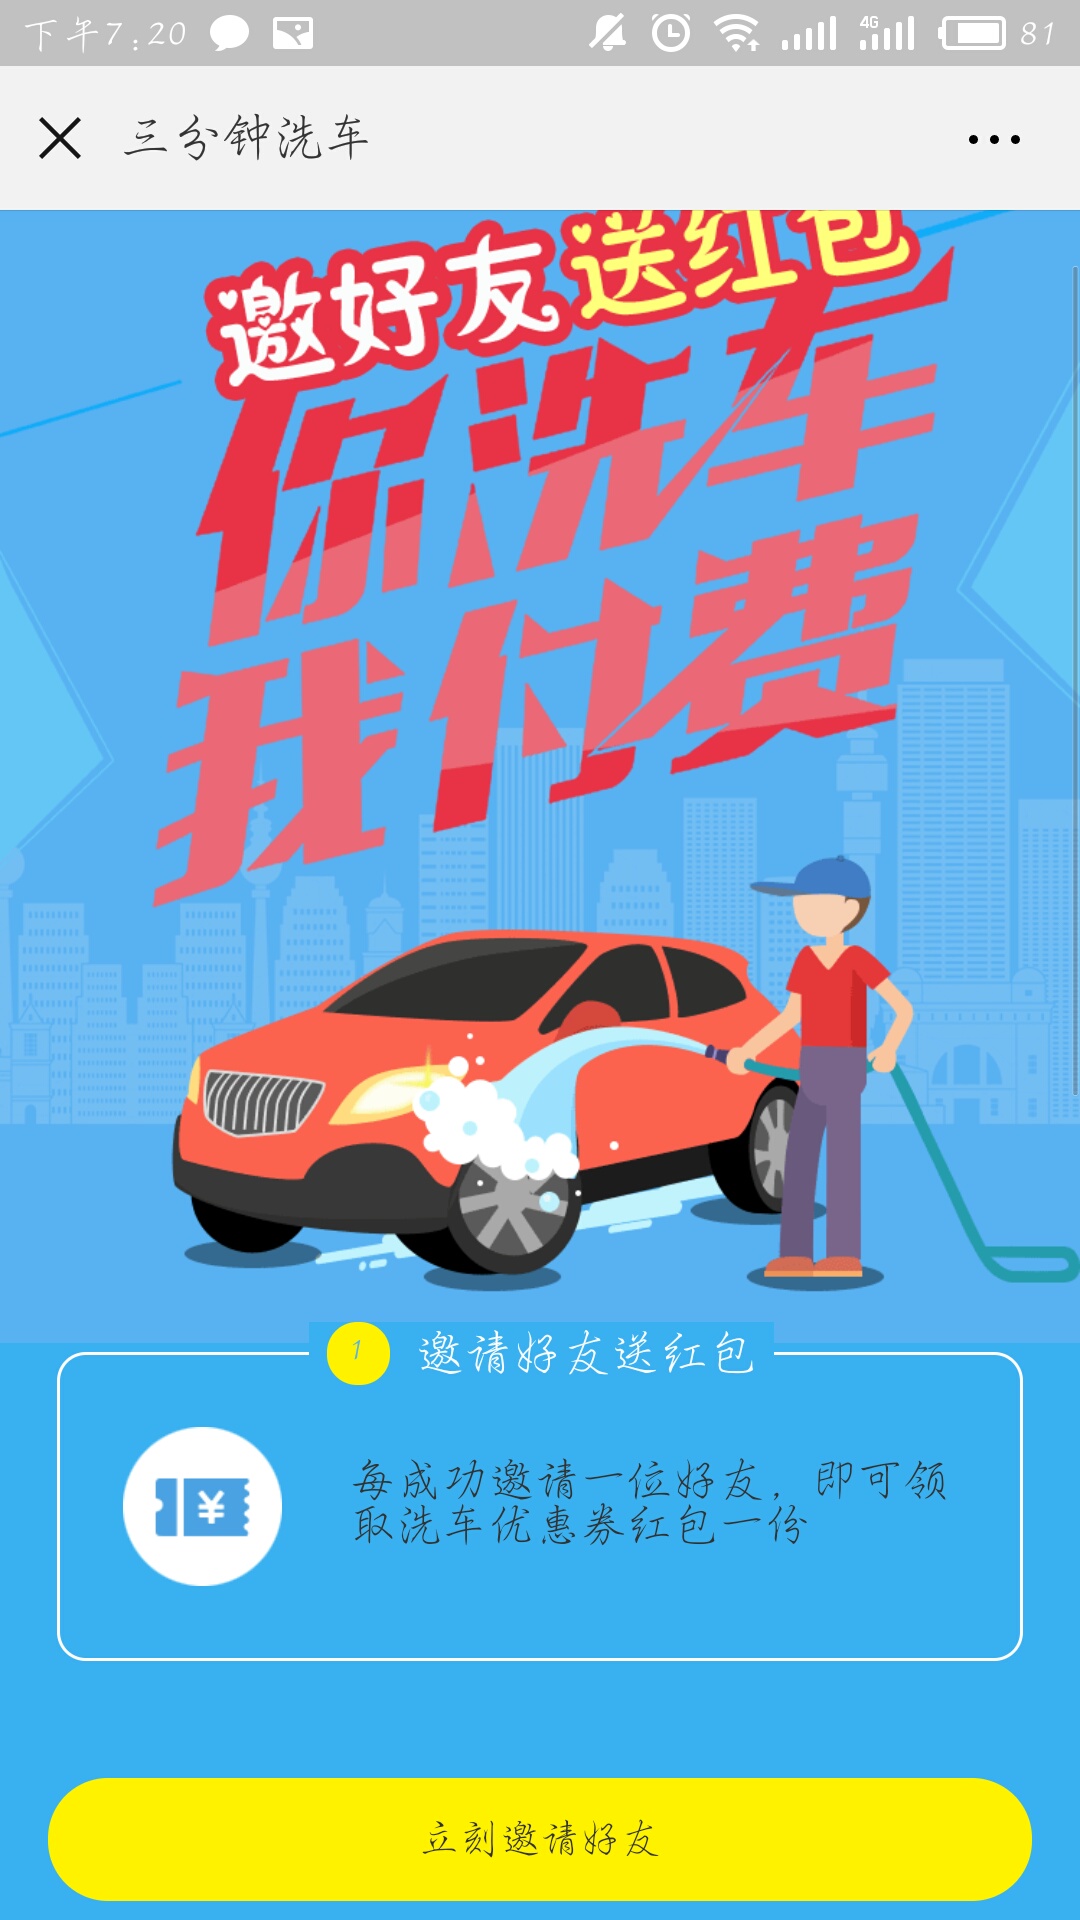 下午7:20
4G
81
三分钟洗车
邀好友送红包
你洗车
我付费
1
邀请好友送红包
¥
每成功邀请一位好友，即可领
取洗车优惠券红包一份
立刻邀请好友